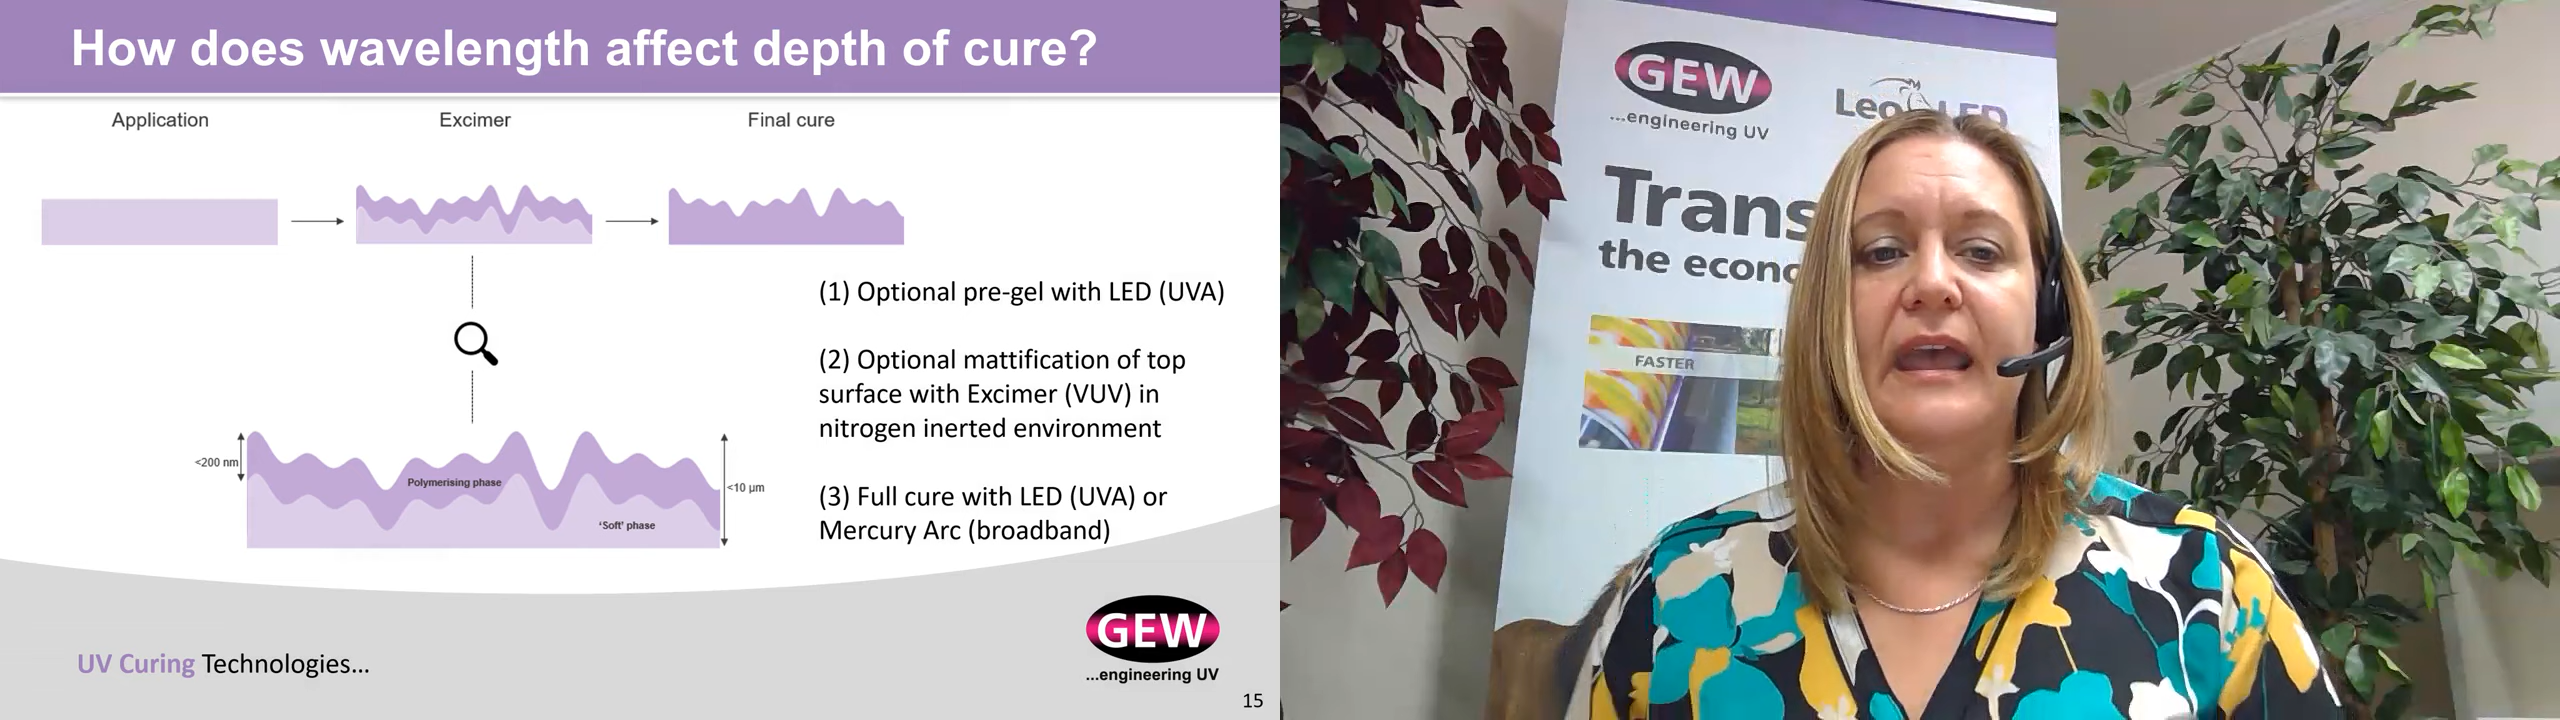 How does wavelength affect depth of cure?
Application
Excimer
Final cure
(1) Optional pre-gel with LED (UVA)
(2) Optional mattification of top
surface with Excimer (VUV) in
nitrogen inerted environment
(3) Full cure with LED (UVA) or
Mercury Arc (broadband)
<200 nm
Polymerising phase
'Soft' phase
<10 µm
UV Curing Technologies...
GEW
...engineering UV
15
GEW
...engineering UV
Leo LED
Trans
the econo
FASTER